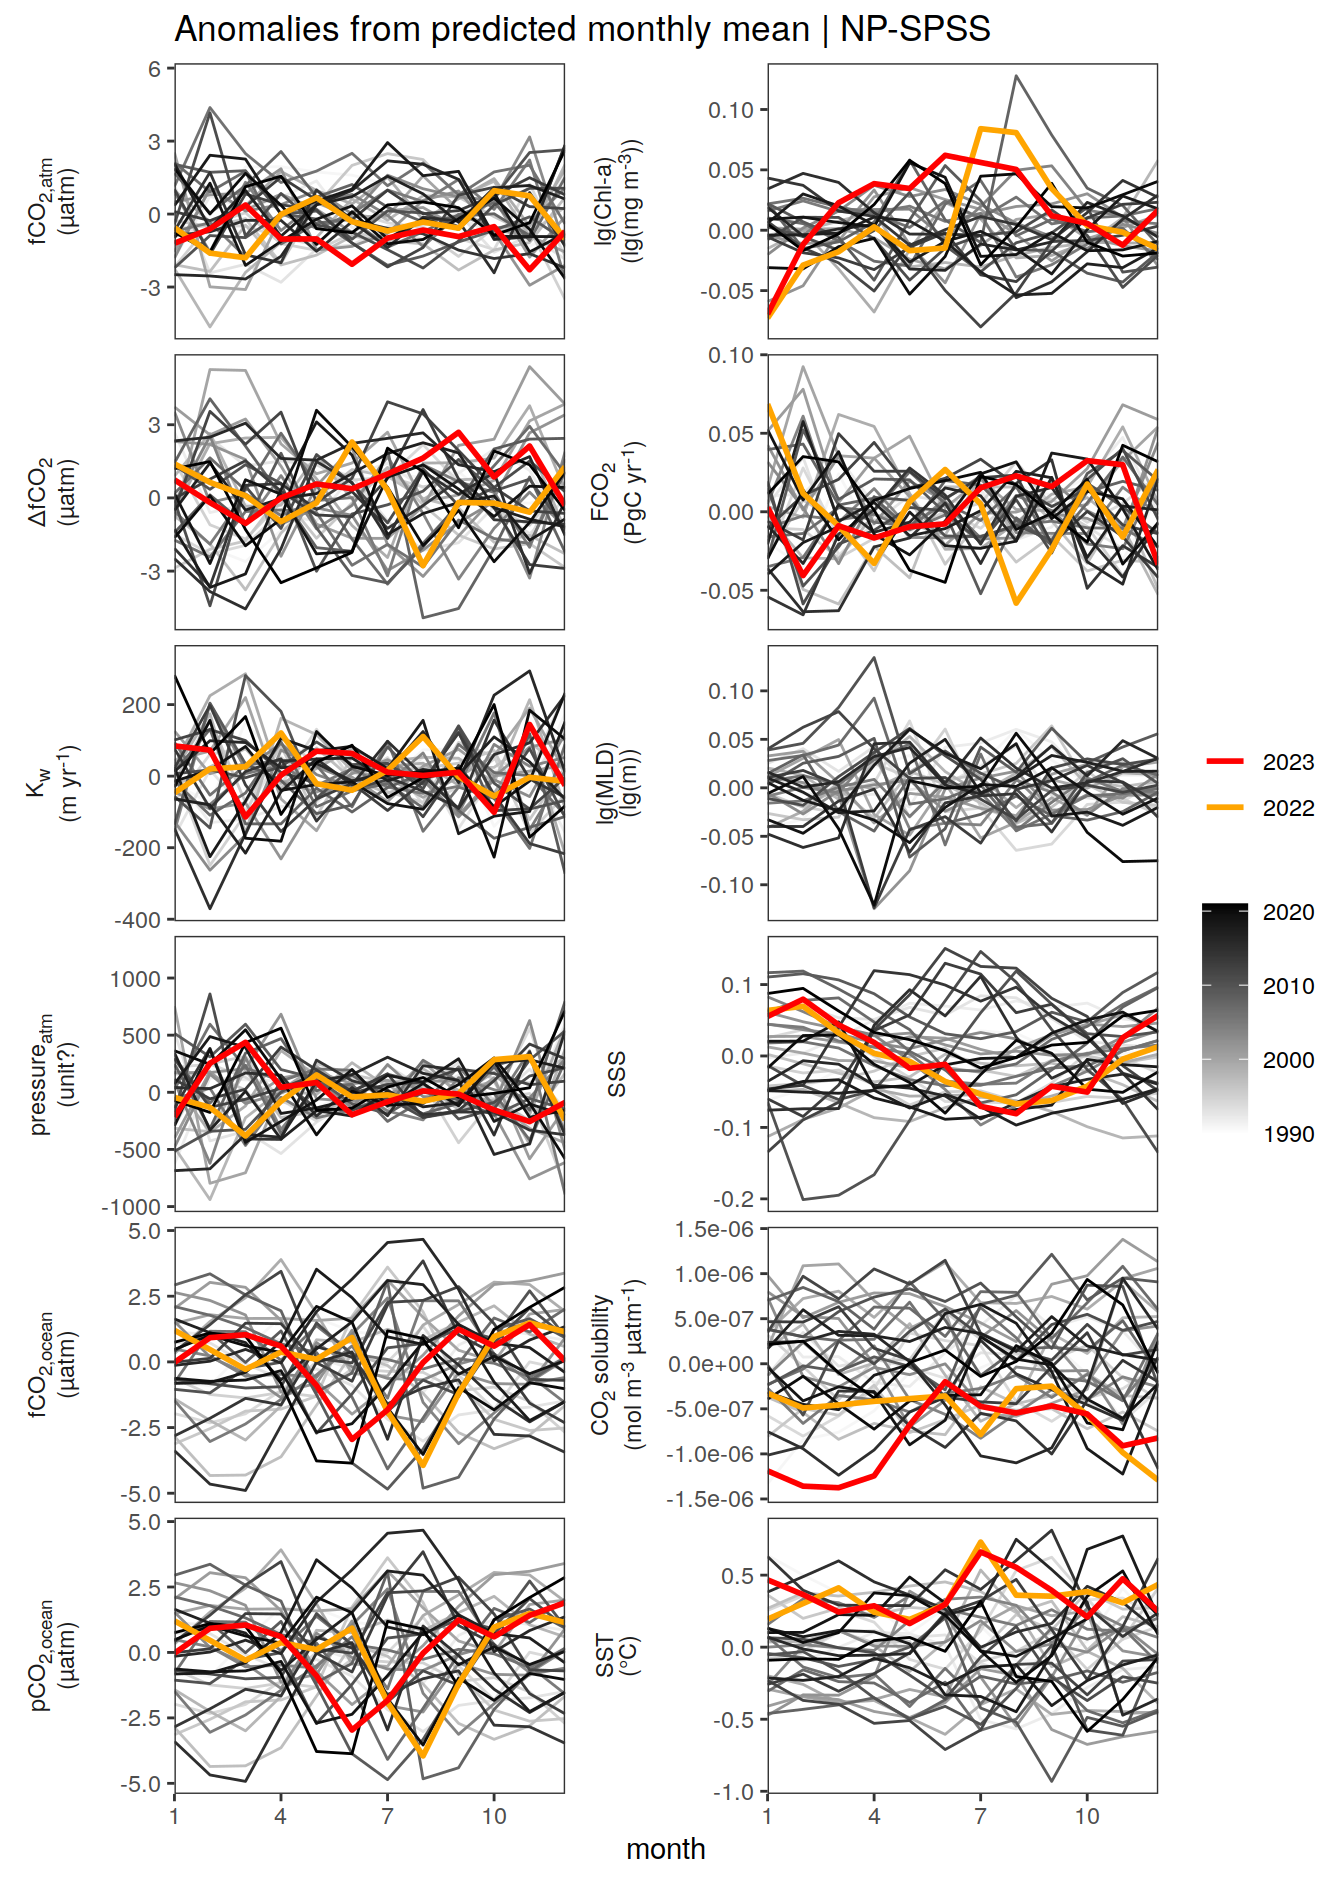 Anomalies from predicted monthly mean | NP-SPSS
fCO2,atm
(µatm)
6
3
0
-3
lg(Chl-a)
(lg(mg m-3))
0.10
0.05
0.00
-0.05
ΔfCO2
(µatm)
3
0
-3
FCO2
(PgC yr-1)
0.10
0.05
0.00
-0.05
Kw
(m yr-1)
200
0
-200
-400
lg(MLD)
(lg(m))
0.10
0.05
0.00
-0.05
-0.10
pressureatm
(unit?)
1000
500
0
-500
-1000
SSS
0.1
0.0
-0.1
-0.2
fCO2,ocean
(µatm)
5.0
2.5
0.0
-2.5
-5.0
CO2 solubility
(mol m-3 µatm-1)
1.5e-06
1.0e-06
5.0e-07
0.0e+00
-5.0e-07
-1.0e-06
-1.5e-06
pCO2,ocean
(µatm)
5.0
2.5
0.0
-2.5
-5.0
1 4 7 10
SST
(°C)
0.5
0.0
-0.5
-1.0
1 4 7 10
month
2023
2022
2020
2010
2000
1990